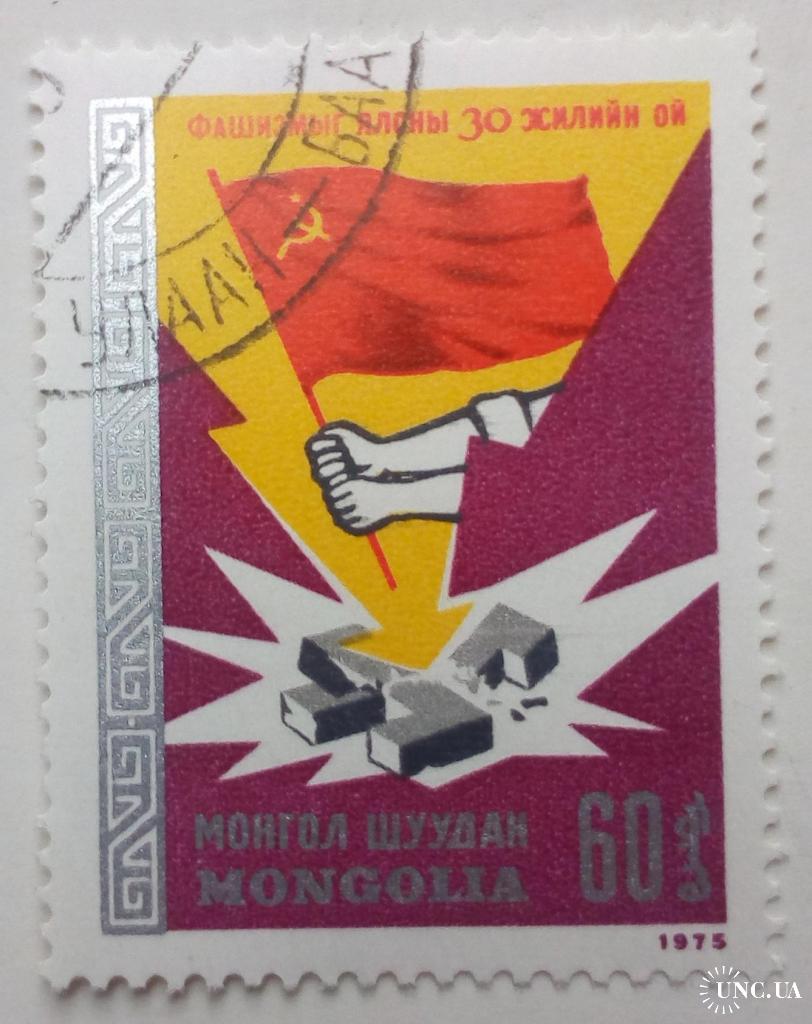 ФАШИЗМЫГ ЯЛСНЫ 30 ЖИЛИЙН ОЙ
МОНГОЛ ШУУДАН
MONGOLIA
60
1975
UNC.UA